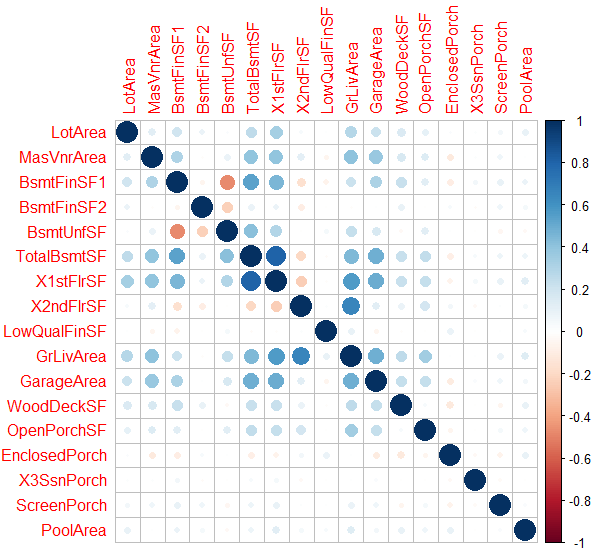 LotArea
MasVnrArea
BsmtFinSF1
BsmtFinSF2
BsmtUnfSF
TotalBsmtSF
X1stFlrSF
X2ndFlrSF
LowQualFinSF
GrLivArea
GarageArea
WoodDeckSF
OpenPorchSF
EnclosedPorch
X3SsnPorch
ScreenPorch
PoolArea
LotArea
MasVnrArea
BsmtFinSF1
BsmtFinSF2
BsmtUnfSF
TotalBsmtSF
X1stFlrSF
X2ndFlrSF
LowQualFinSF
GrLivArea
GarageArea
WoodDeckSF
OpenPorchSF
EnclosedPorch
X3SsnPorch
ScreenPorch
PoolArea
1
0.8
0.6
0.4
0.2
0
-0.2
-0.4
-0.6
-0.8
-1